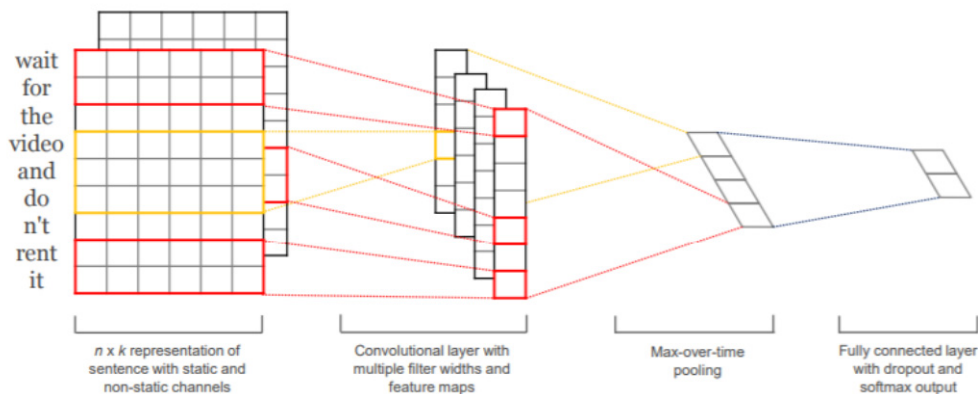 wait
for
the
video
and
do
n't
rent
it
n x k representation of
sentence with static and
non-static channels
Convolutional layer with
multiple filter widths and
feature maps
Max-over-time
pooling
Fully connected layer
with dropout and
softmax output